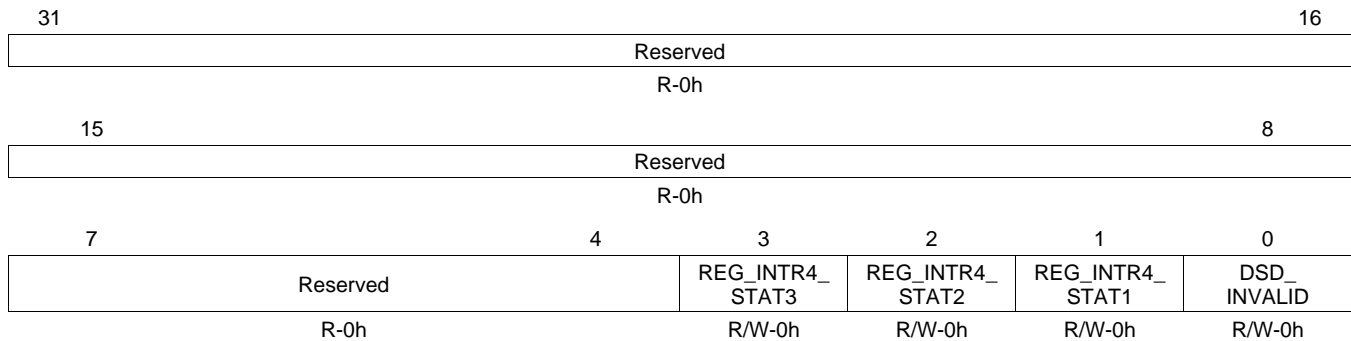 31 16
Reserved
R-0h
15 8
Reserved
R-0h
7 4 3 2 1 0
Reserved REG_INTR4_ REG_INTR4_ REG_INTR4_ DSD_
STAT3 STAT2 STAT1 INVALID
R-0h R/W-0h R/W-0h R/W-0h R/W-0h